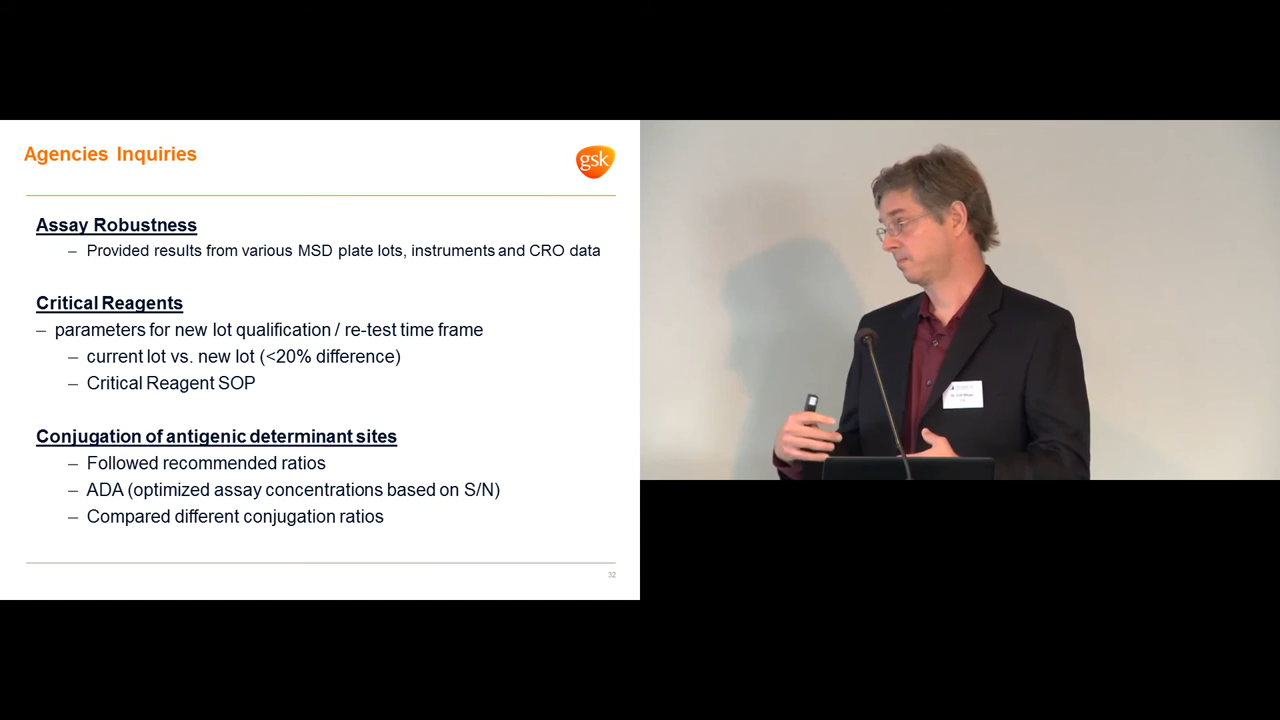 Agencies Inquiries
gsk
Assay Robustness
– Provided results from various MSD plate lots, instruments and CRO data
Critical Reagents
– parameters for new lot qualification / re-test time frame
– current lot vs. new lot (<20% difference)
– Critical Reagent SOP
Conjugation of antigenic determinant sites
– Followed recommended ratios
– ADA (optimized assay concentrations based on S/N)
– Compared different conjugation ratios
32